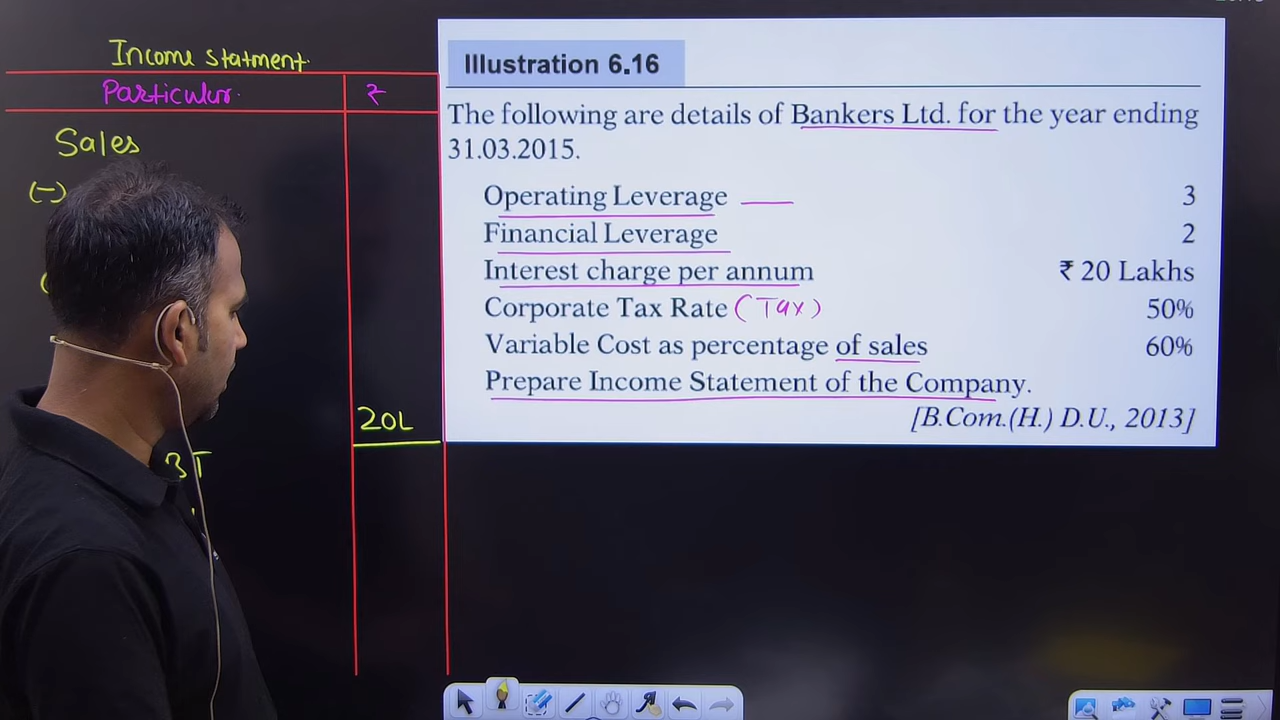 Income statment.
Particular. ₹
Sales
(-)
20L
BT
Illustration 6.16
The following are details of Bankers Ltd. for the year ending
31.03.2015.
Operating Leverage 3
Financial Leverage 2
Interest charge per annum ₹ 20 Lakhs
Corporate Tax Rate (Tax) 50%
Variable Cost as percentage of sales 60%
Prepare Income Statement of the Company.
[B.Com.(H.) D.U., 2013]